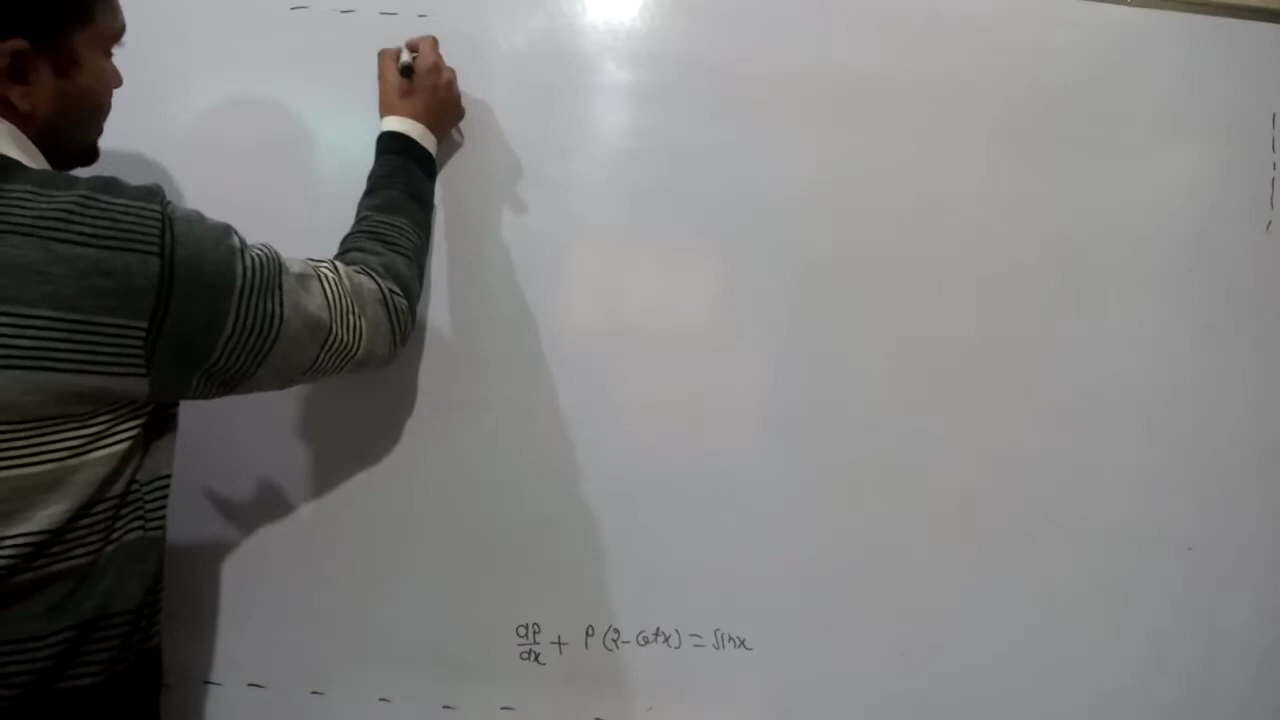 dP/dx + P(2-Cotx) = Sinx